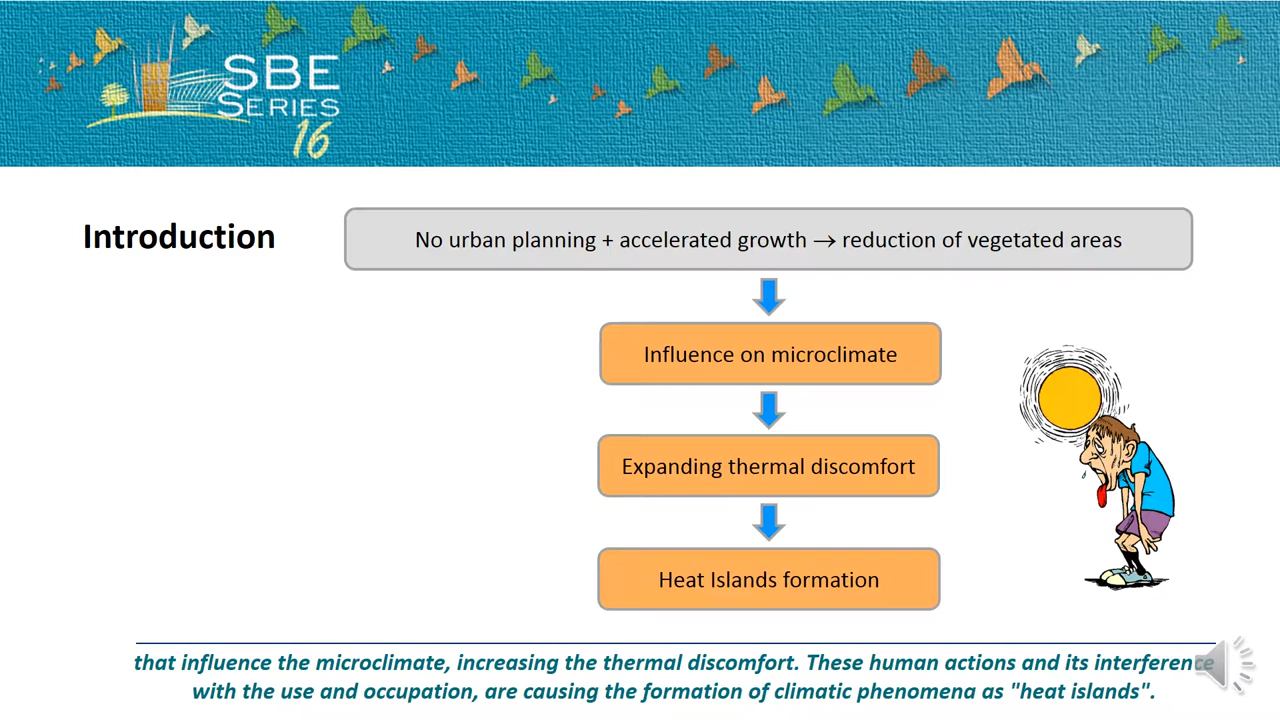 SBE
SERIES
16
Introduction
No urban planning + accelerated growth → reduction of vegetated areas
Influence on microclimate
Expanding thermal discomfort
Heat Islands formation
that influence the microclimate, increasing the thermal discomfort. These human actions and its interference
with the use and occupation, are causing the formation of climatic phenomena as "heat islands".